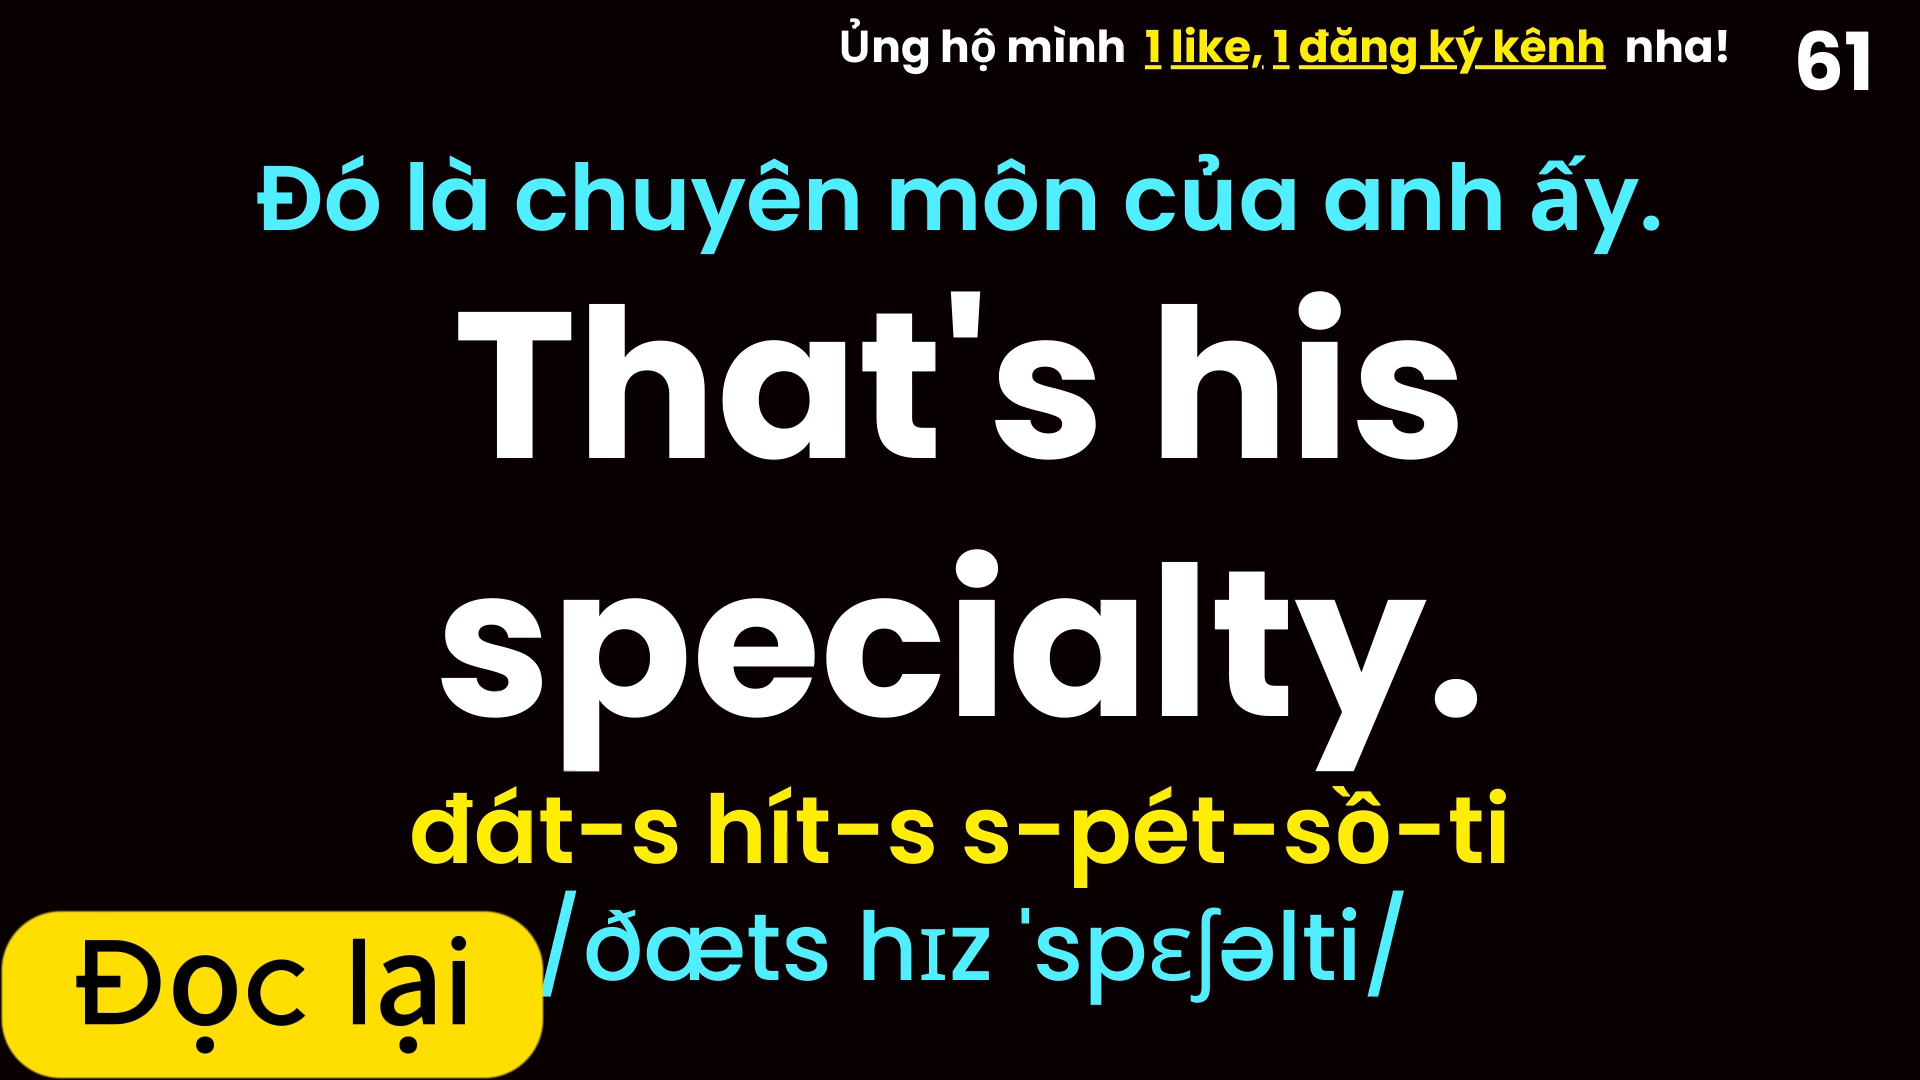 Ủng hộ mình 1 like, 1 đăng ký kênh nha!
61
Đó là chuyên môn của anh ấy.
That's his
specialty.
đát-s hít-s s-pét-sồ-ti
/ðæts hɪz ˈspɛʃəlti/
Đọc lại